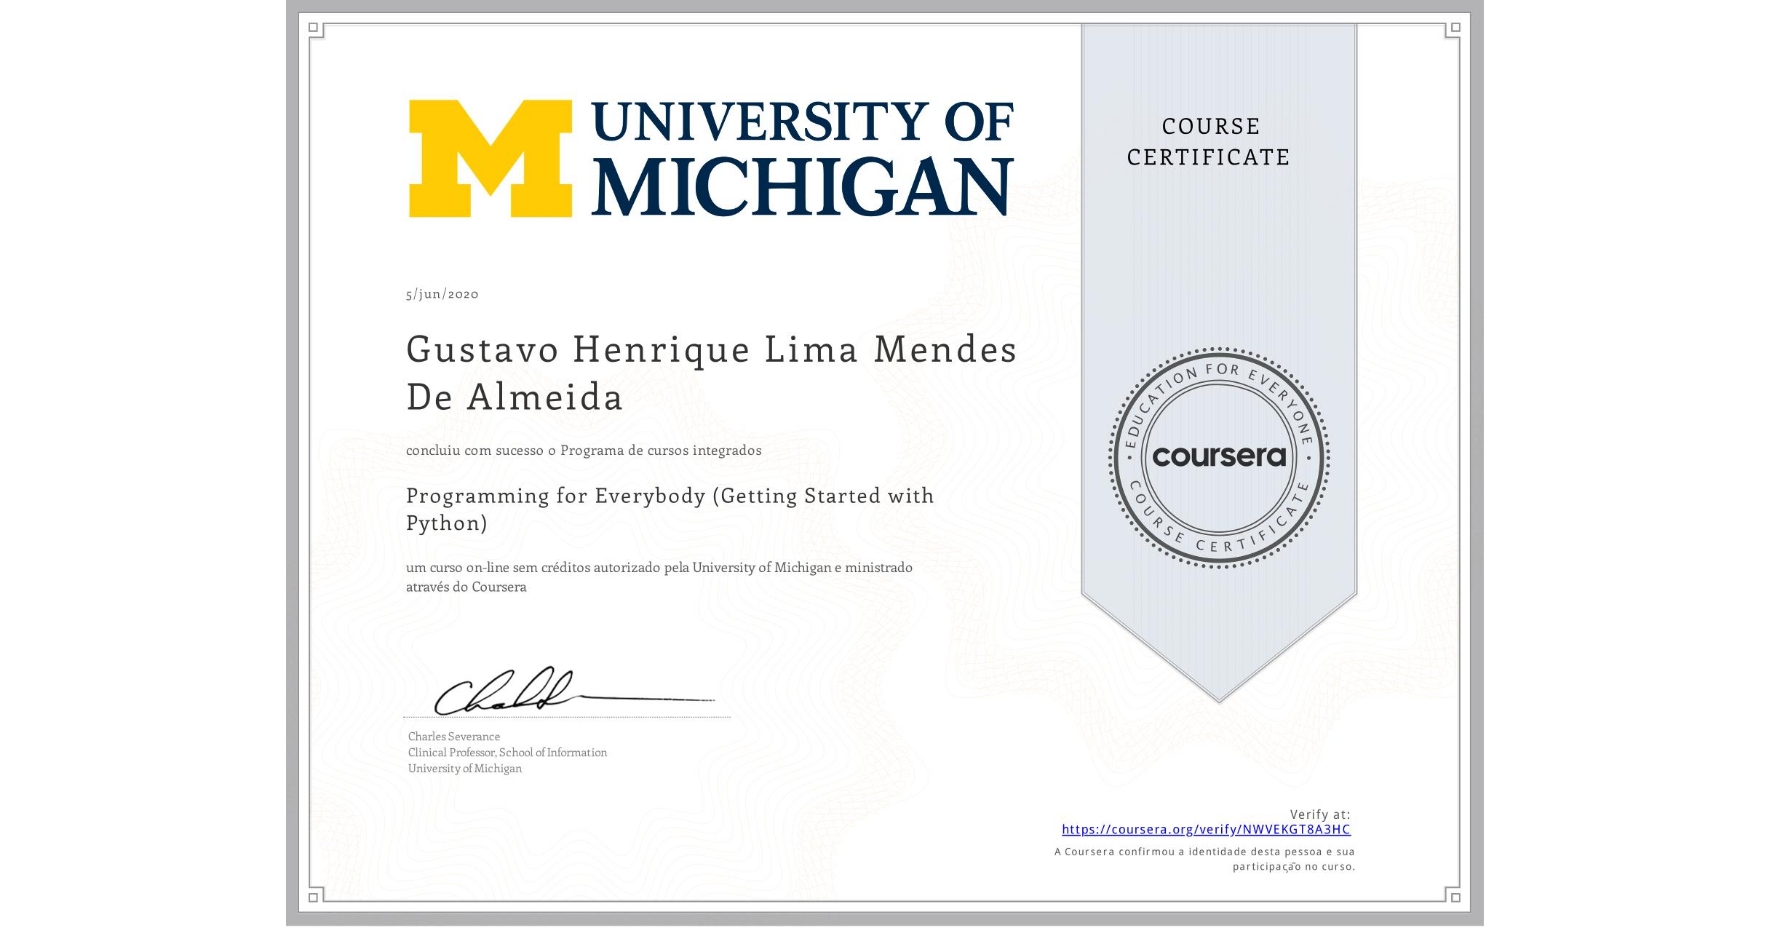 UNIVERSITY OF
MICHIGAN
COURSE
CERTIFICATE
5/jun/2020
Gustavo Henrique Lima Mendes
De Almeida
concluiu com sucesso o Programa de cursos integrados
Programming for Everybody (Getting Started with
Python)
um curso on-line sem créditos autorizado pela University of Michigan e ministrado
através do Coursera
EDUCATION FOR EVERYONE
coursera
COURSE CERTIFICATE
Charles Severance
Clinical Professor, School of Information
University of Michigan
Verify at:
https://coursera.org/verify/NWVEKGT8A3HC
A Coursera confirmou a identidade desta pessoa e sua
participação no curso.